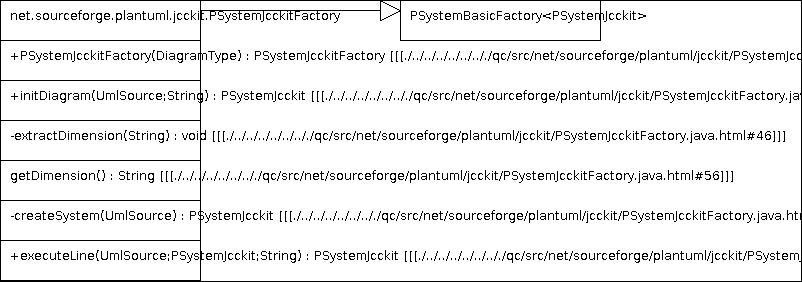 net.sourceforge.plantuml.jcckit.PSystemJcckitFactory
PSystemBasicFactory<PSystemJcckit>
+PSystemJcckitFactory(DiagramType) : PSystemJcckitFactory [[[./../../../../../../../qc/src/net/sourceforge/plantuml/jcckit/PSystemJcc
+initDiagram(UmlSource;String) : PSystemJcckit [[[./../../../../../../../qc/src/net/sourceforge/plantuml/jcckit/PSystemJcckitFactory.jav
-extractDimension(String) : void [[[./../../../../../../../qc/src/net/sourceforge/plantuml/jcckit/PSystemJcckitFactory.java.html#46]]]
getDimension() : String [[[./../../../../../../../qc/src/net/sourceforge/plantuml/jcckit/PSystemJcckitFactory.java.html#56]]]
-createSystem(UmlSource) : PSystemJcckit [[[./../../../../../../../qc/src/net/sourceforge/plantuml/jcckit/PSystemJcckitFactory.java.ht
+executeLine(UmlSource;PSystemJcckit;String) : PSystemJcckit [[[./../../../../../../../qc/src/net/sourceforge/plantuml/jcckit/PSystemJ